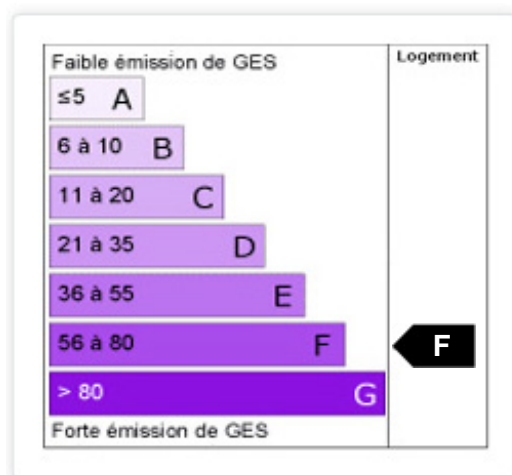 Faible émission de GES
Logement
≤5 A
6 à 10 B
11 à 20 C
21 à 35 D
36 à 55 E
56 à 80 F
F
> 80 G
Forte émission de GES